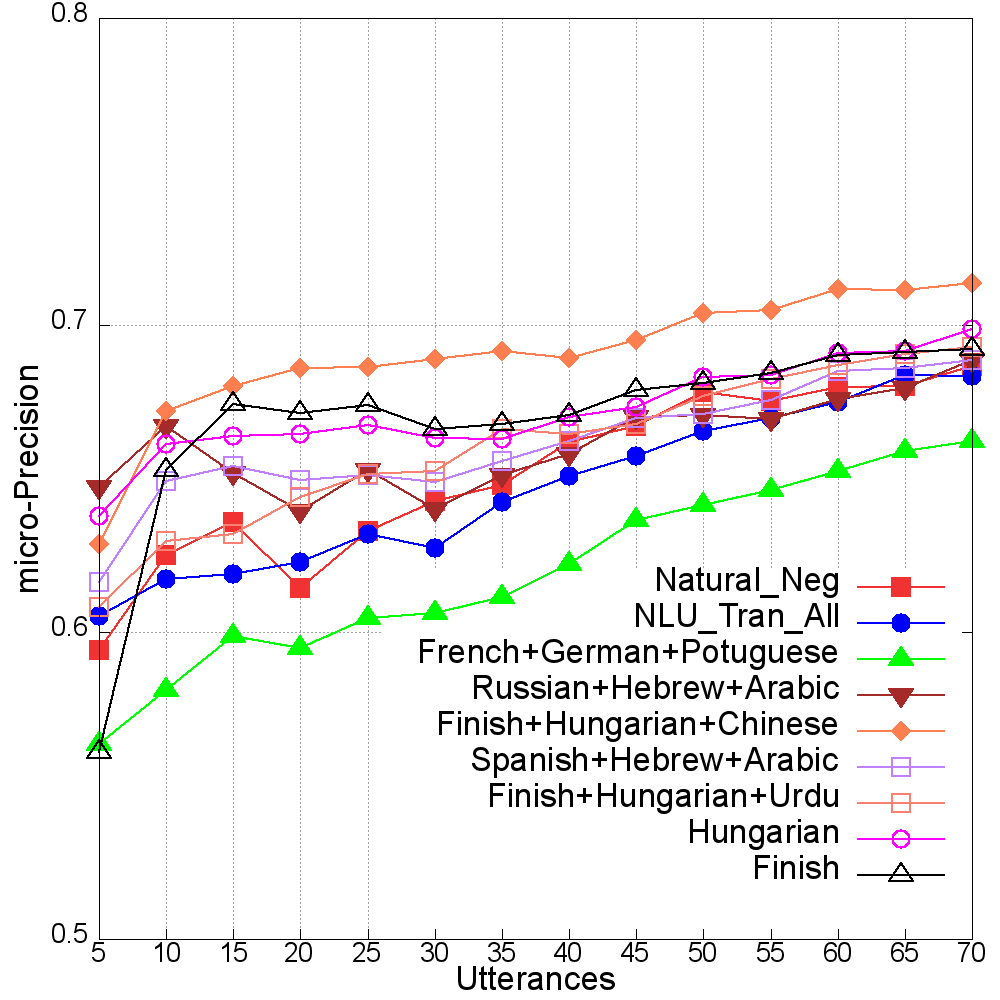 0.8
0.7
0.6
0.5
micro-Precision
5 10 15 20 25 30 35 40 45 50 55 60 65 70
Utterances
Natural_Neg
NLU_Tran_All
French+German+Potuguese
Russian+Hebrew+Arabic
Finish+Hungarian+Chinese
Spanish+Hebrew+Arabic
Finish+Hungarian+Urdu
Hungarian
Finish